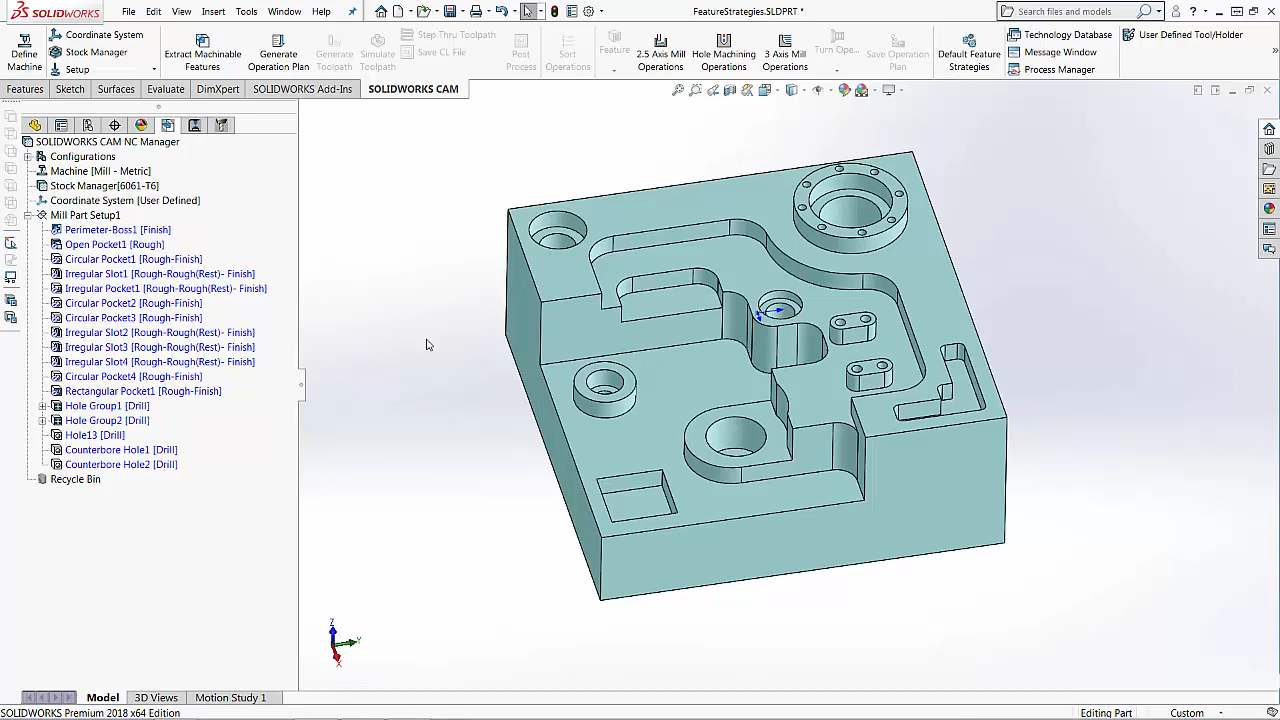 SOLIDWORKS File Edit View Insert Tools Window Help FeatureStrategies.SLDPRT * Search files and models
Define Machine
Coordinate System
Stock Manager
Setup
Extract Machinable Features
Generate Operation Plan
Generate Toolpath
Simulate Toolpath
Step Thru Toolpath
Save CL File
Post Process
Sort Operations
Feature
2.5 Axis Mill Operations
Hole Machining Operations
3 Axis Mill Operations
Turn Ope...
Save Operation Plan
Default Feature Strategies
Technology Database
Message Window
Process Manager
User Defined Tool/Holder
Features Sketch Surfaces Evaluate DimXpert SOLIDWORKS Add-Ins SOLIDWORKS CAM
SOLIDWORKS CAM NC Manager
Configurations
Machine [Mill - Metric]
Stock Manager[6061-T6]
Coordinate System [User Defined]
Mill Part Setup1
Perimeter-Boss1 [Finish]
Open Pocket1 [Rough]
Circular Pocket1 [Rough-Finish]
Irregular Slot1 [Rough-Rough(Rest)- Finish]
Irregular Pocket1 [Rough-Rough(Rest)- Finish]
Circular Pocket2 [Rough-Finish]
Circular Pocket3 [Rough-Finish]
Irregular Slot2 [Rough-Rough(Rest)- Finish]
Irregular Slot3 [Rough-Rough(Rest)- Finish]
Irregular Slot4 [Rough-Rough(Rest)- Finish]
Circular Pocket4 [Rough-Finish]
Rectangular Pocket1 [Rough-Finish]
Hole Group1 [Drill]
Hole Group2 [Drill]
Hole13 [Drill]
Counterbore Hole1 [Drill]
Counterbore Hole2 [Drill]
Recycle Bin
Z
Y
X
Model 3D Views Motion Study 1
SOLIDWORKS Premium 2018 x64 Edition Editing Part Custom